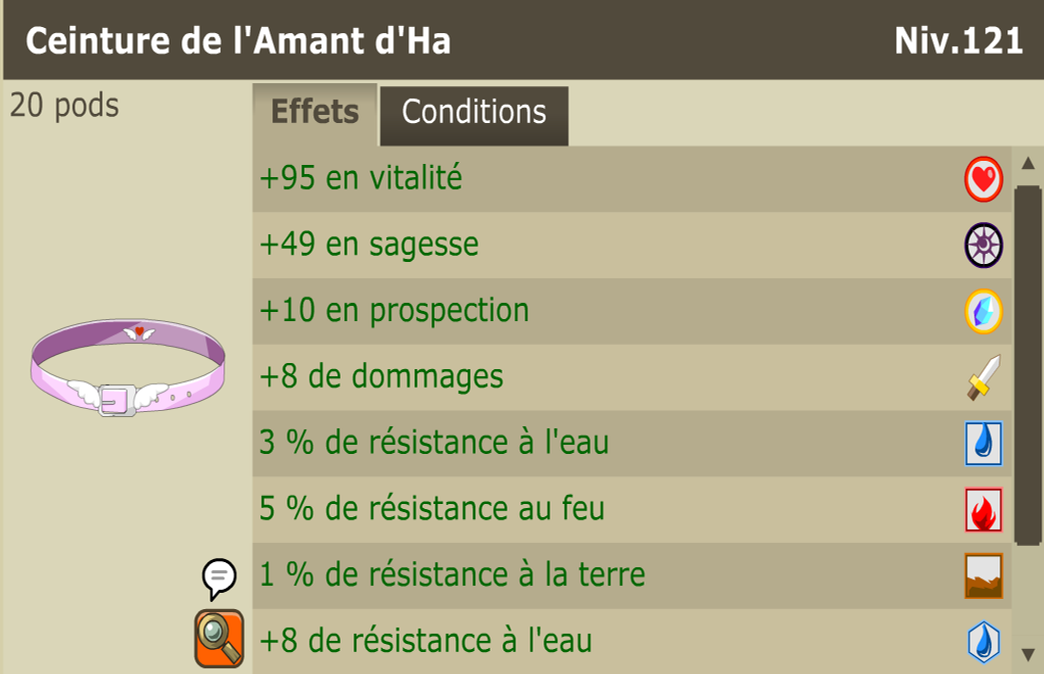 Ceinture de l'Amant d'Ha
Niv.121
20 pods
Effets
Conditions
+95 en vitalité
+49 en sagesse
+10 en prospection
+8 de dommages
3 % de résistance à l'eau
5 % de résistance au feu
1 % de résistance à la terre
+8 de résistance à l'eau